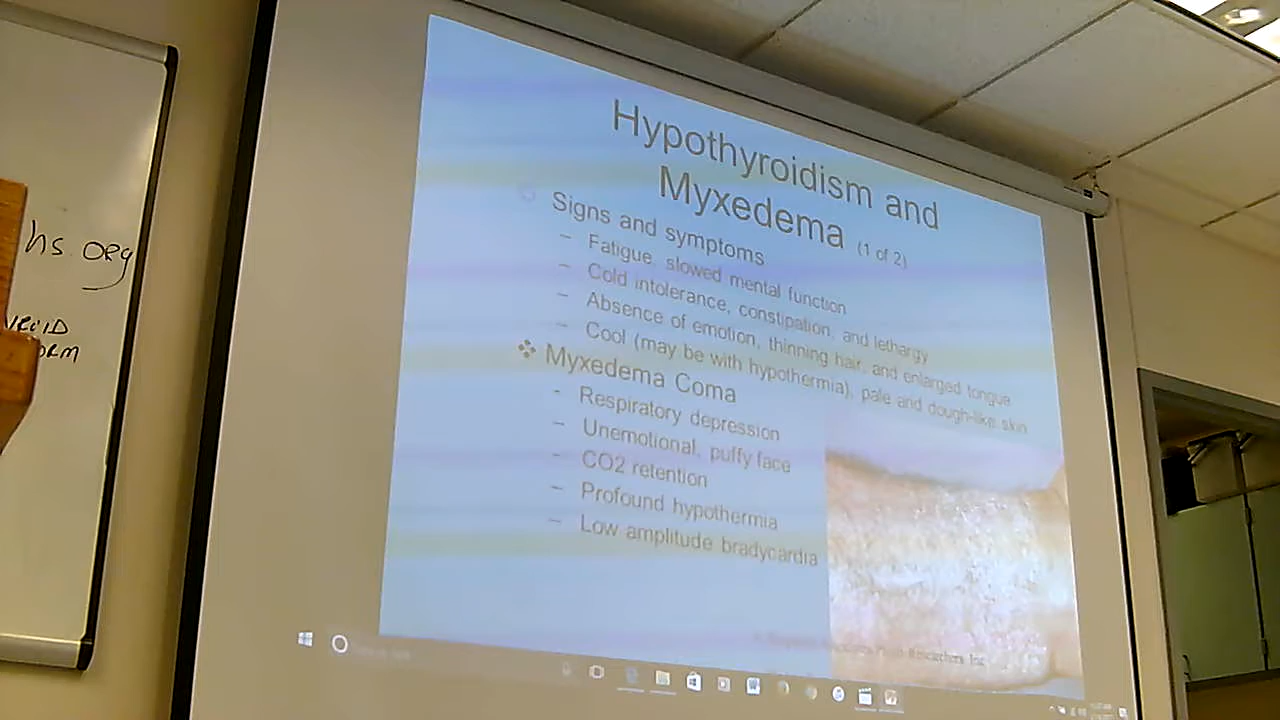 hs. ORG
Hypothyroidism and
Myxedema (1 of 2)
Signs and symptoms
– Fatigue, slowed mental function
– Cold intolerance, constipation, and lethargy
– Absence of emotion, thinning hair, and enlarged tongue
– Cool (may be with hypothermia), pale and dough-like skin
❖ Myxedema Coma
- Respiratory depression
– Unemotional, puffy face
- CO2 retention
– Profound hypothermia
– Low amplitude bradycardia
Researchers, Inc